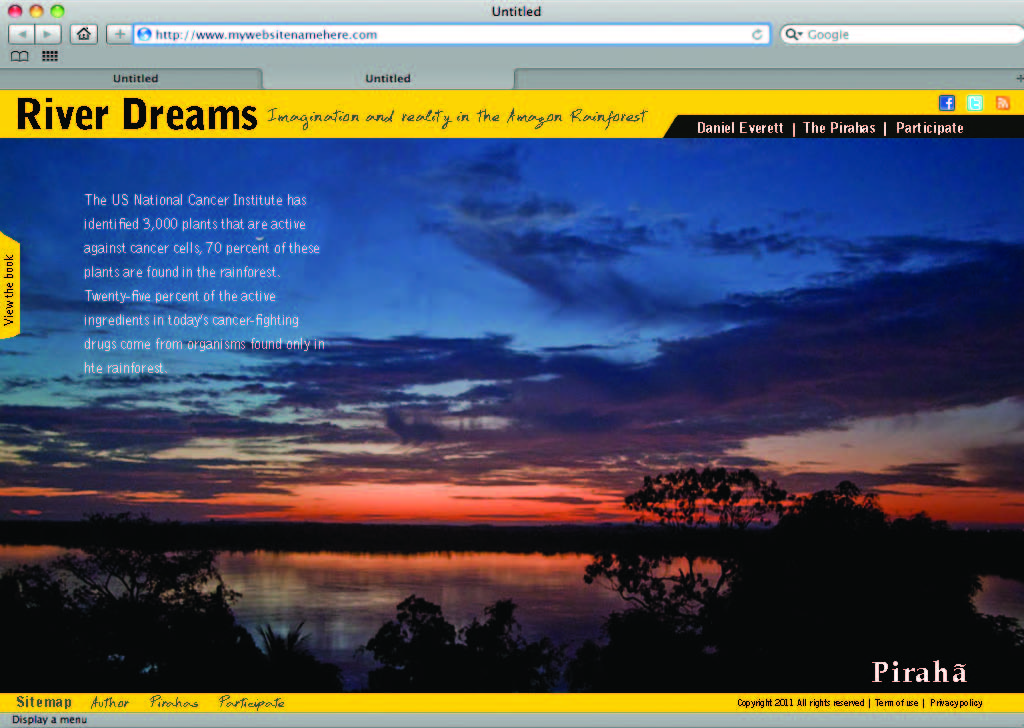 Untitled
http://www.mywebsitenamehere.com
Google
Untitled
Untitled
River Dreams Imagination and reality in the Amazon Rainforest
Daniel Everett | The Pirahas | Participate
The US National Cancer Institute has
identified 3,000 plants that are active
against cancer cells, 70 percent of these
plants are found in the rainforest.
Twenty-five percent of the active
ingredients in today's cancer-fighting
drugs come from organisms found only in
hte rainforest.
View the book
Pirahã
Sitemap Author Pirahas Participate
Copyright 2011 All rights reserved | Term of use | Privacy policy
Display a menu